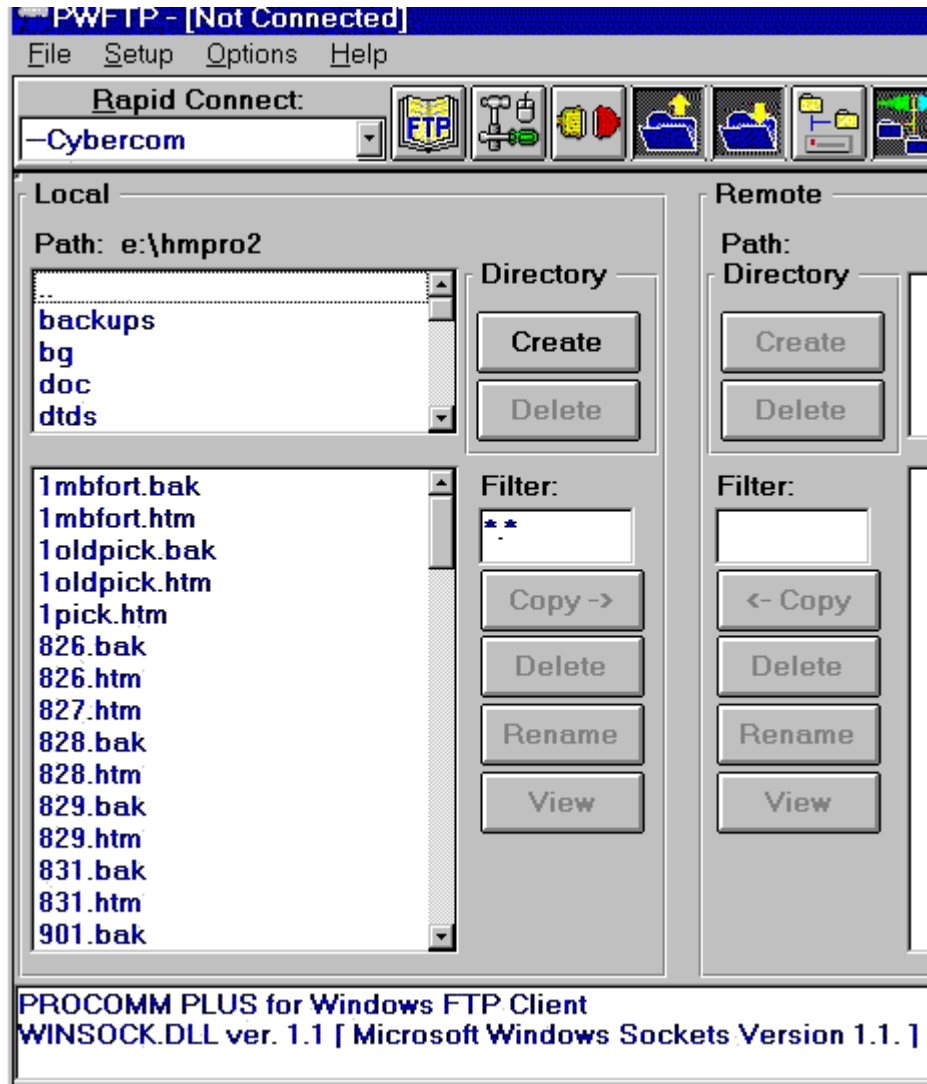 PWFTP - [Not Connected]
File Setup Options Help
Rapid Connect:
—Cybercom
FTP
Local
Path: e:\hmpro2
..
backups
bg
doc
dtds
Directory
Create
Delete
1mbfort.bak
1mbfort.htm
1oldpick.bak
1oldpick.htm
1pick.htm
826.bak
826.htm
827.htm
828.bak
828.htm
829.bak
829.htm
831.bak
831.htm
901.bak
Filter:
*.*
Copy ->
Delete
Rename
View
Remote
Path:
Directory
Create
Delete
Filter:
<- Copy
Delete
Rename
View
PROCOMM PLUS for Windows FTP Client
WINSOCK.DLL ver. 1.1 [ Microsoft Windows Sockets Version 1.1. ]